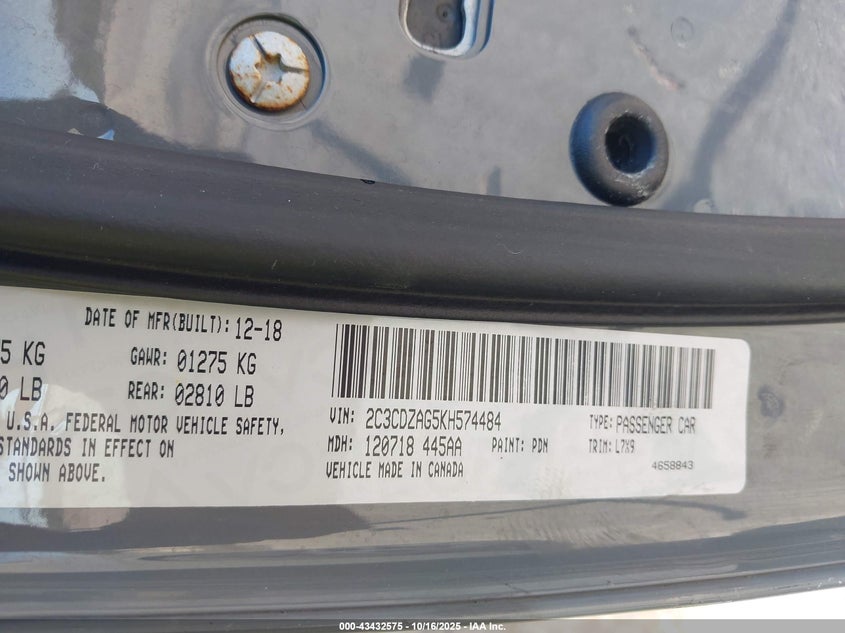 DATE OF MFR(BUILT): 12-18
5 KG GAWR: 01275 KG
0 LB REAR: 02810 LB
U.S.A. FEDERAL MOTOR VEHICLE SAFETY,
STANDARDS IN EFFECT ON
SHOWN ABOVE.
VIN: 2C3CDZAG5KH574484 TYPE: PASSENGER CAR
MDH: 120718 445AA PAINT: PDN TRIM: L7X9
VEHICLE MADE IN CANADA 4658843
000-43432575 - 10/16/2025 - IAA Inc.